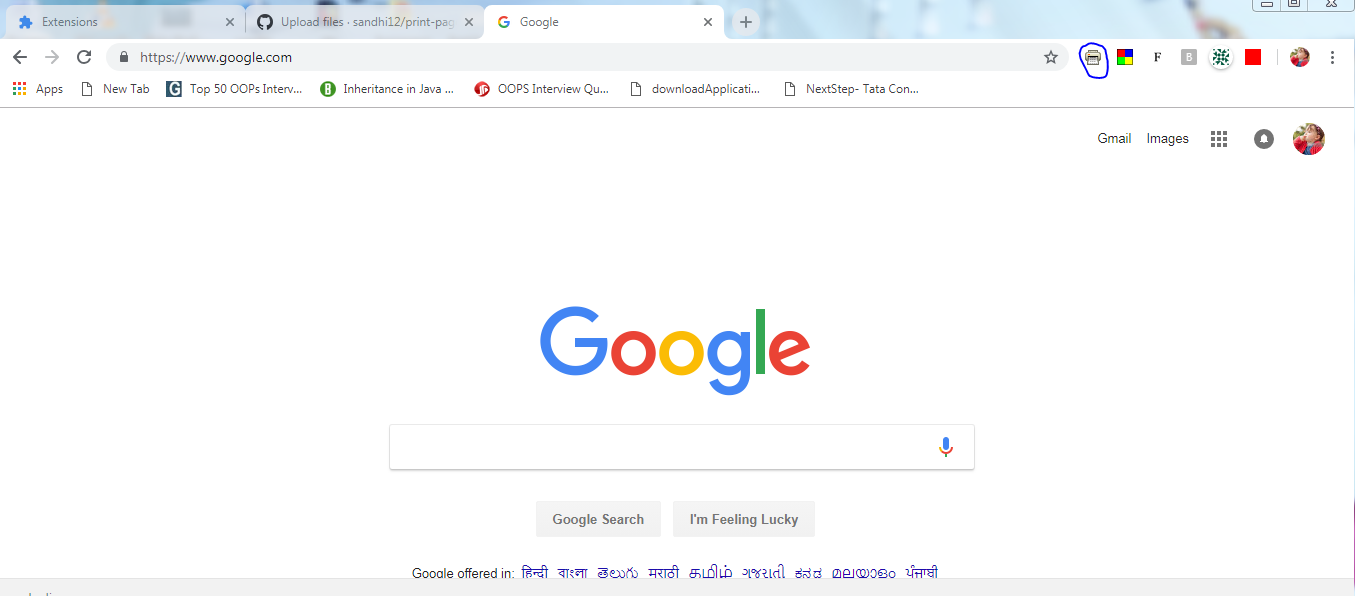 Extensions
Upload files · sandhi12/print-pag
Google
https://www.google.com
F
B
Apps
New Tab
G
Top 50 OOPs Interv...
B
Inheritance in Java ...
OOPS Interview Qu...
downloadApplicati...
NextStep- Tata Con...
Gmail
Images
Google
Google Search
I'm Feeling Lucky
Google offered in: हिन्दी বাংলা తెలుగు मराठी தமிழ் ગુજરાતી ಕನ್ನಡ മലയാളം ਪੰਜਾਬੀ